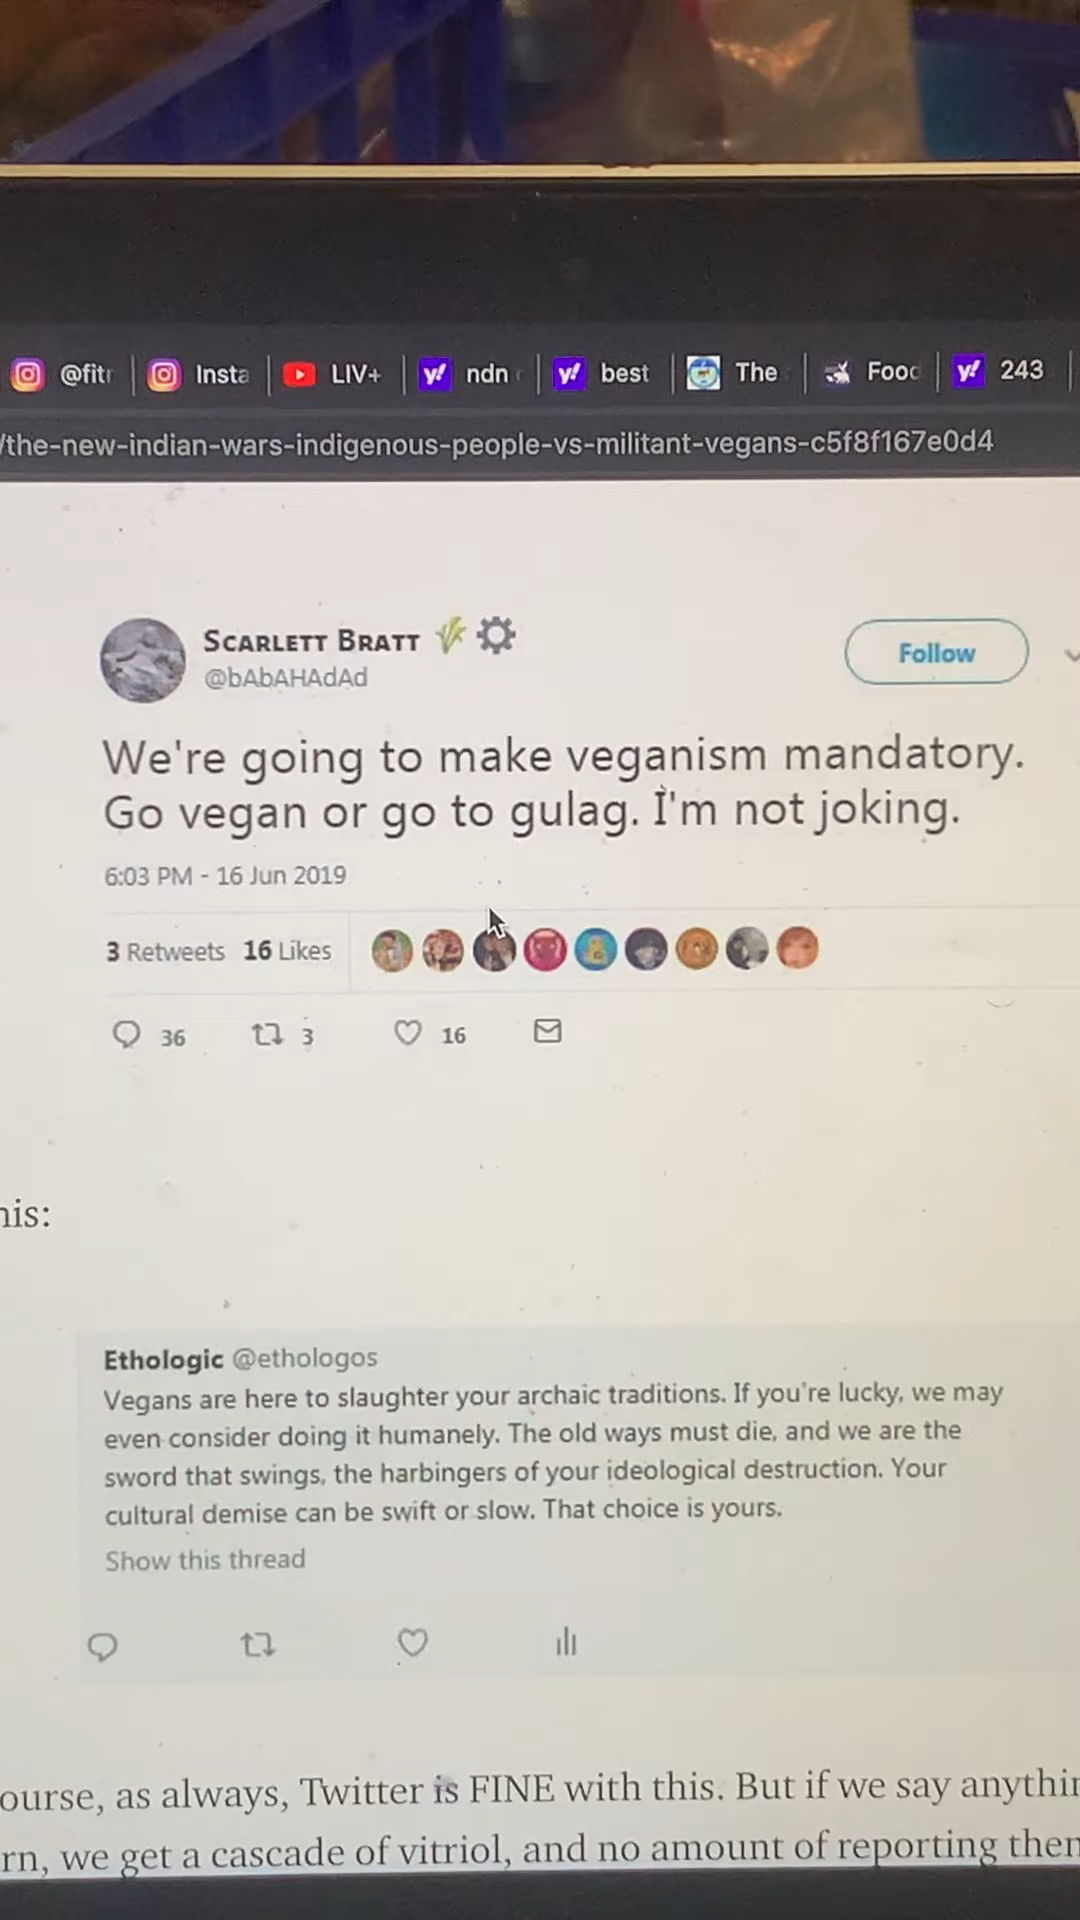 @fitr
Insta
LIV+
ndn
best
The
Food
243
/the-new-indian-wars-indigenous-people-vs-militant-vegans-c5f8f167e0d4
SCARLETT BRATT
@bAbAHAdAd
Follow
We're going to make veganism mandatory.
Go vegan or go to gulag. I'm not joking.
6:03 PM - 16 Jun 2019
3 Retweets 16 Likes
36 3 16
his:
Ethologic @ethologos
Vegans are here to slaughter your archaic traditions. If you're lucky, we may
even consider doing it humanely. The old ways must die, and we are the
sword that swings, the harbingers of your ideological destruction. Your
cultural demise can be swift or slow. That choice is yours.
Show this thread
ourse, as always, Twitter is FINE with this. But if we say anythin
rn, we get a cascade of vitriol, and no amount of reporting them